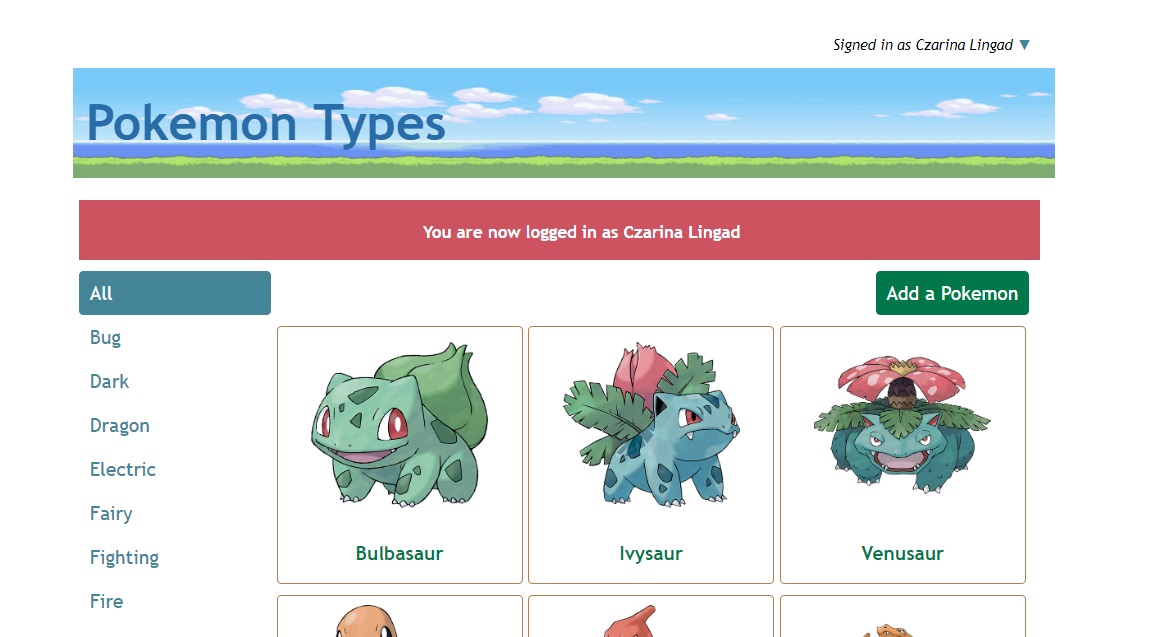 Signed in as Czarina Lingad ▼
Pokemon Types
You are now logged in as Czarina Lingad
All
Add a Pokemon
Bug
Dark
Dragon
Electric
Fairy
Fighting
Fire
Bulbasaur
Ivysaur
Venusaur